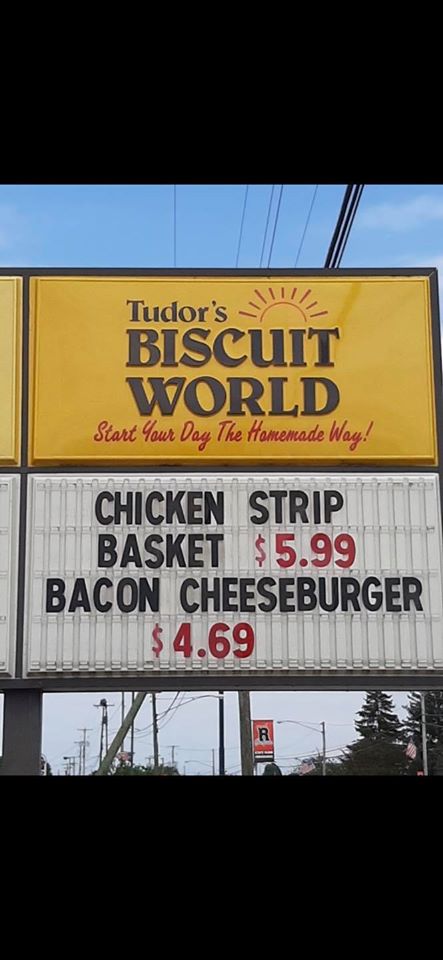 Tudor's
BISCUIT
WORLD
Start Your Day The Homemade Way!
CHICKEN STRIP
BASKET $5.99
BACON CHEESEBURGER
$4.69
R